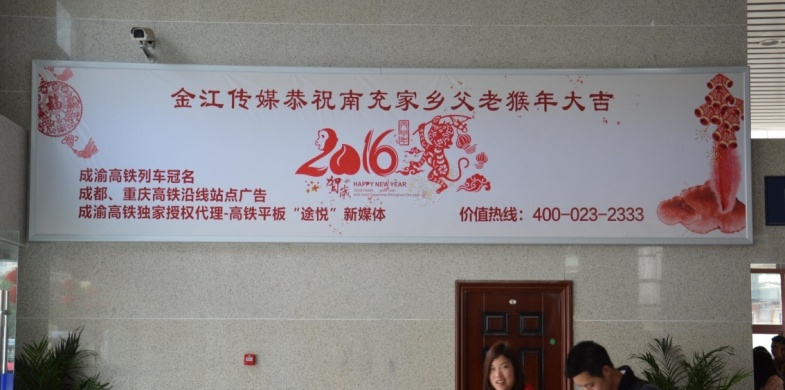 金江传媒恭祝南充家乡父老猴年大吉
2016
贺岁
HAPPY NEW YEAR
成渝高铁列车冠名
成都、重庆高铁沿线站点广告
成渝高铁独家授权代理-高铁平板“途悦”新媒体
价值热线：400-023-2333